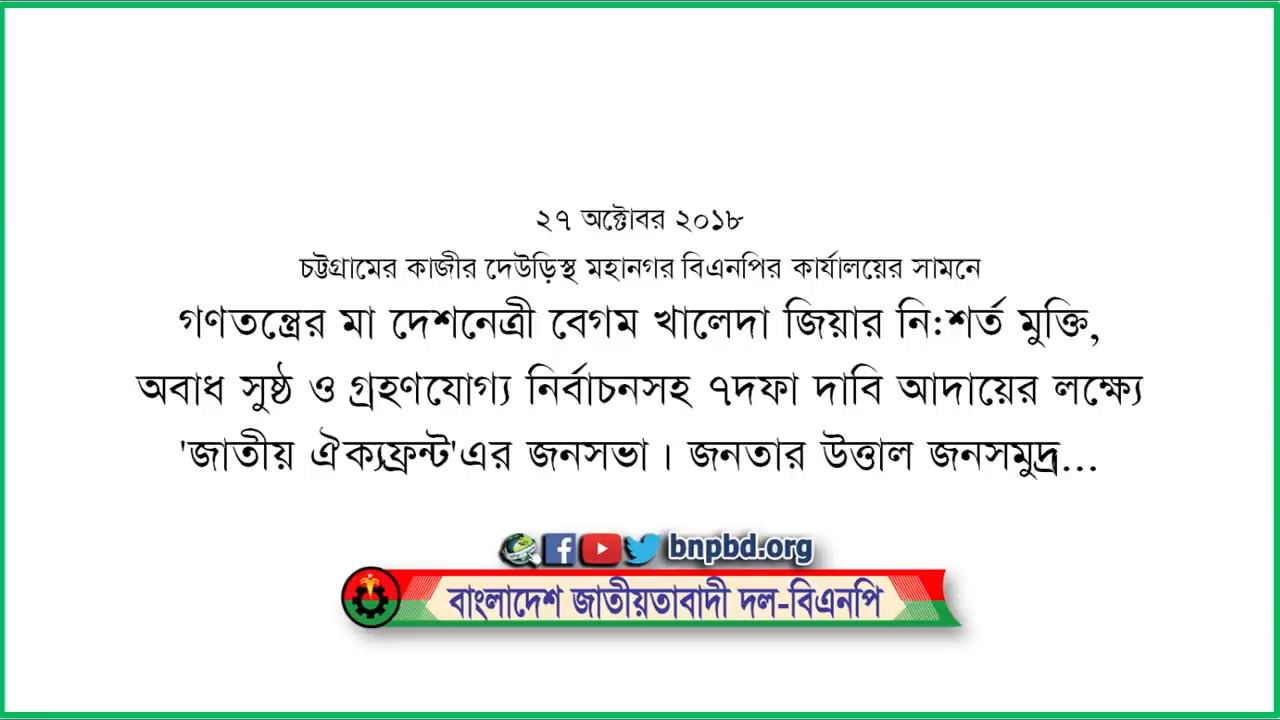 ২৭ অক্টোবর ২০১৮
চট্টগ্রামের কাজীর দেউড়িস্থ মহানগর বিএনপির কার্যালয়ের সামনে
গণতন্ত্রের মা দেশনেত্রী বেগম খালেদা জিয়ার নি:শর্ত মুক্তি,
অবাধ সুষ্ঠ ও গ্রহণযোগ্য নির্বাচনসহ ৭দফা দাবি আদায়ের লক্ষ্যে
'জাতীয় ঐক্যফ্রন্ট'এর জনসভা। জনতার উত্তাল জনসমুদ্র...
bnpbd.org
বাংলাদেশ জাতীয়তাবাদী দল-বিএনপি